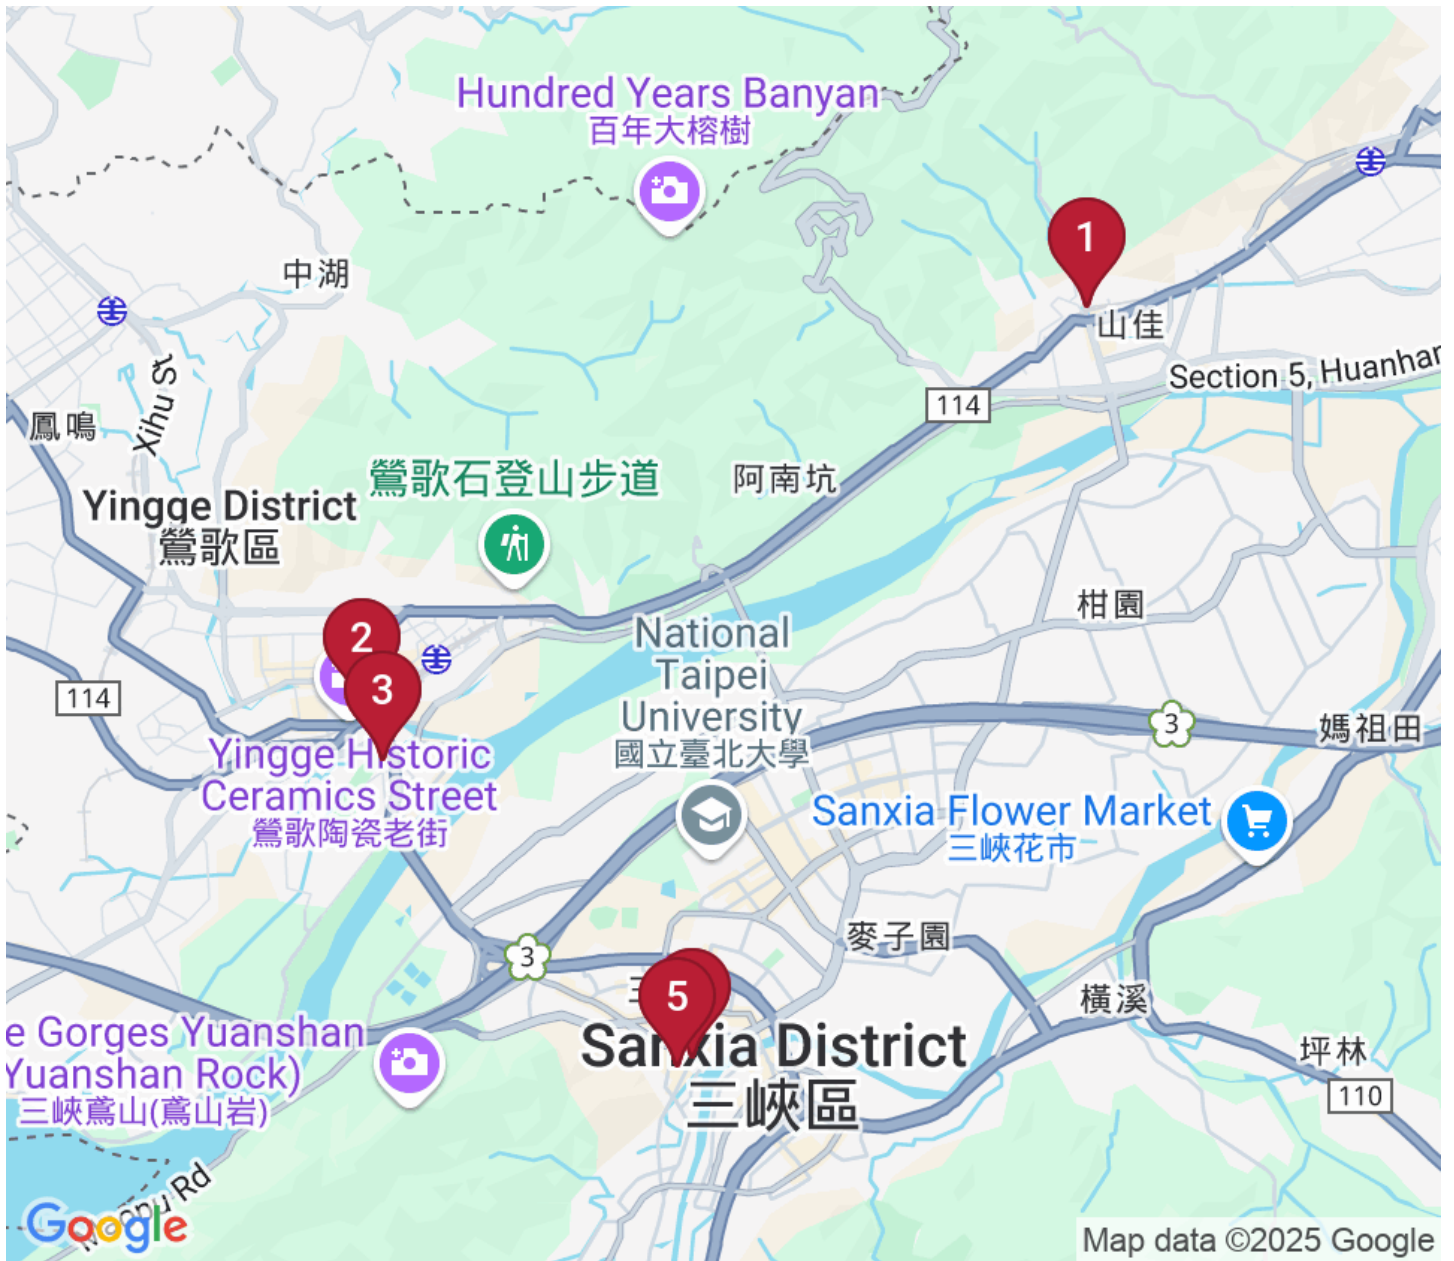 Hundred Years Banyan
百年大榕樹
1
中湖
山佳
Section 5, Huanhan
Xihu St
114
鳳鳴
鶯歌石登山步道
阿南坑
Yingge District
鶯歌區
柑園
2
National
Taipei
University
國立臺北大學
3
114
3
媽祖田
Yingge Historic
Ceramics Street
鶯歌陶瓷老街
Sanxia Flower Market
三峽花市
麥子園
3
5
橫溪
e Gorges Yuanshan
Yuanshan Rock)
三峽鳶山(鳶山岩)
Sanxia District
三峽區
坪林
110
Google
Map data ©2025 Google